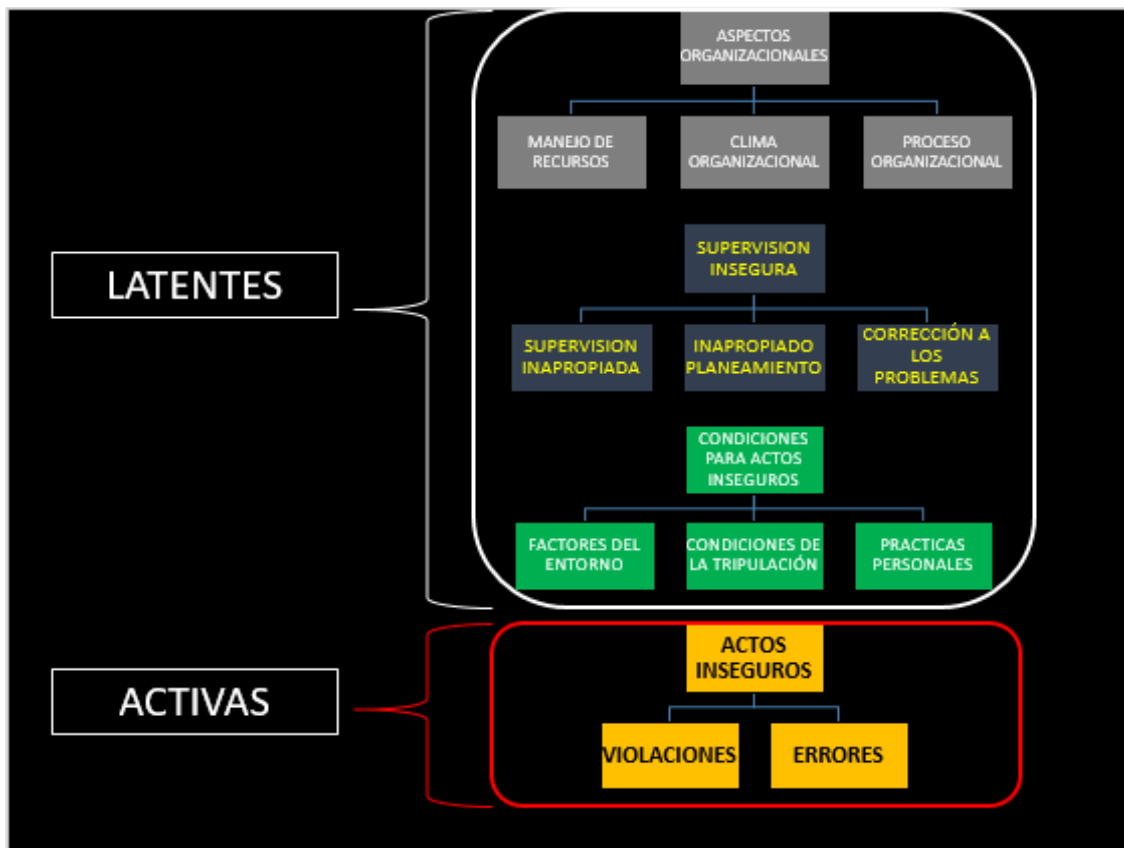 ASPECTOS
ORGANIZACIONALES
MANEJO DE
RECURSOS
CLIMA
ORGANIZACIONAL
PROCESO
ORGANIZACIONAL
LATENTES
SUPERVISION
INSEGURA
SUPERVISION
INAPROPIADA
INAPROPIADO
PLANEAMIENTO
CORRECCIÓN A
LOS
PROBLEMAS
CONDICIONES
PARA ACTOS
INSEGUROS
FACTORES DEL
ENTORNO
CONDICIONES DE
LA TRIPULACIÓN
PRACTICAS
PERSONALES
ACTIVAS
ACTOS
INSEGUROS
VIOLACIONES
ERRORES